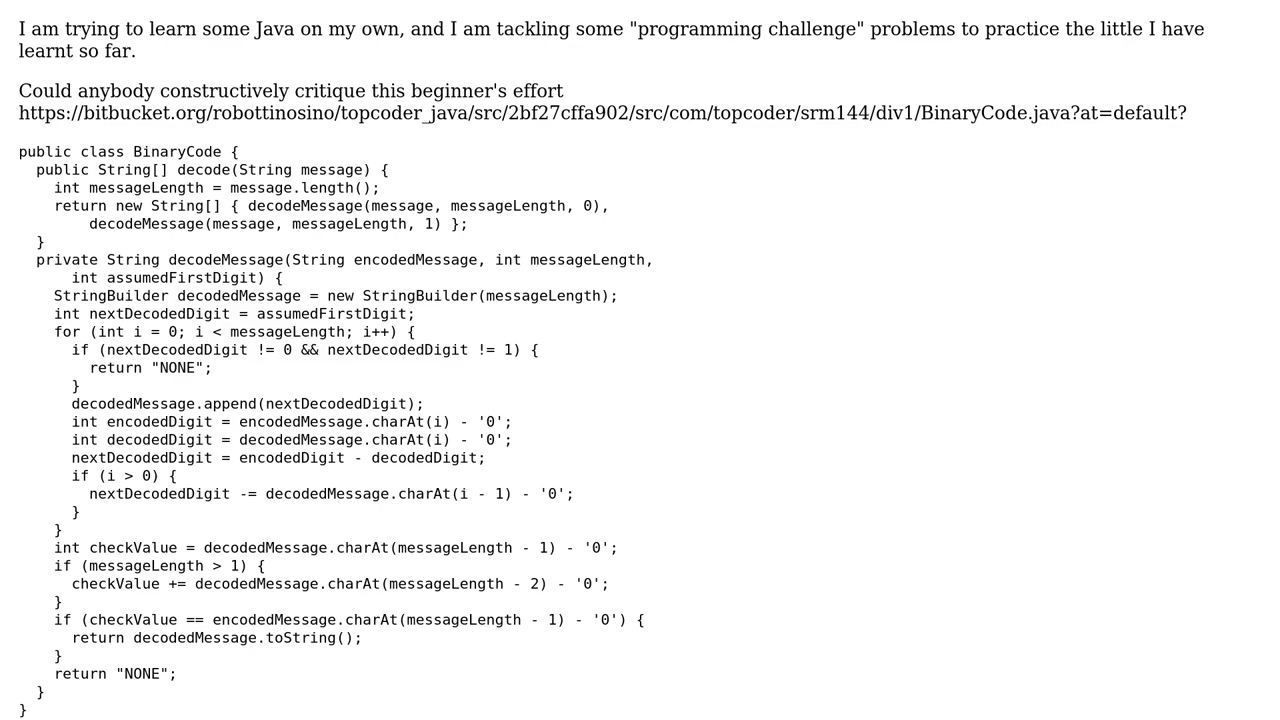 I am trying to learn some Java on my own, and I am tackling some "programming challenge" problems to practice the little I have
learnt so far.
Could anybody constructively critique this beginner's effort
https://bitbucket.org/robottinosino/topcoder_java/src/2bf27cffa902/src/com/topcoder/srm144/div1/BinaryCode.java?at=default?
public class BinaryCode {
  public String[] decode(String message) {
    int messageLength = message.length();
    return new String[] { decodeMessage(message, messageLength, 0),
        decodeMessage(message, messageLength, 1) };
  }
  private String decodeMessage(String encodedMessage, int messageLength,
      int assumedFirstDigit) {
    StringBuilder decodedMessage = new StringBuilder(messageLength);
    int nextDecodedDigit = assumedFirstDigit;
    for (int i = 0; i < messageLength; i++) {
      if (nextDecodedDigit != 0 && nextDecodedDigit != 1) {
        return "NONE";
      }
      decodedMessage.append(nextDecodedDigit);
      int encodedDigit = encodedMessage.charAt(i) - '0';
      int decodedDigit = decodedMessage.charAt(i) - '0';
      nextDecodedDigit = encodedDigit - decodedDigit;
      if (i > 0) {
        nextDecodedDigit -= decodedMessage.charAt(i - 1) - '0';
      }
    }
    int checkValue = decodedMessage.charAt(messageLength - 1) - '0';
    if (messageLength > 1) {
      checkValue += decodedMessage.charAt(messageLength - 2) - '0';
    }
    if (checkValue == encodedMessage.charAt(messageLength - 1) - '0') {
      return decodedMessage.toString();
    }
    return "NONE";
  }
}